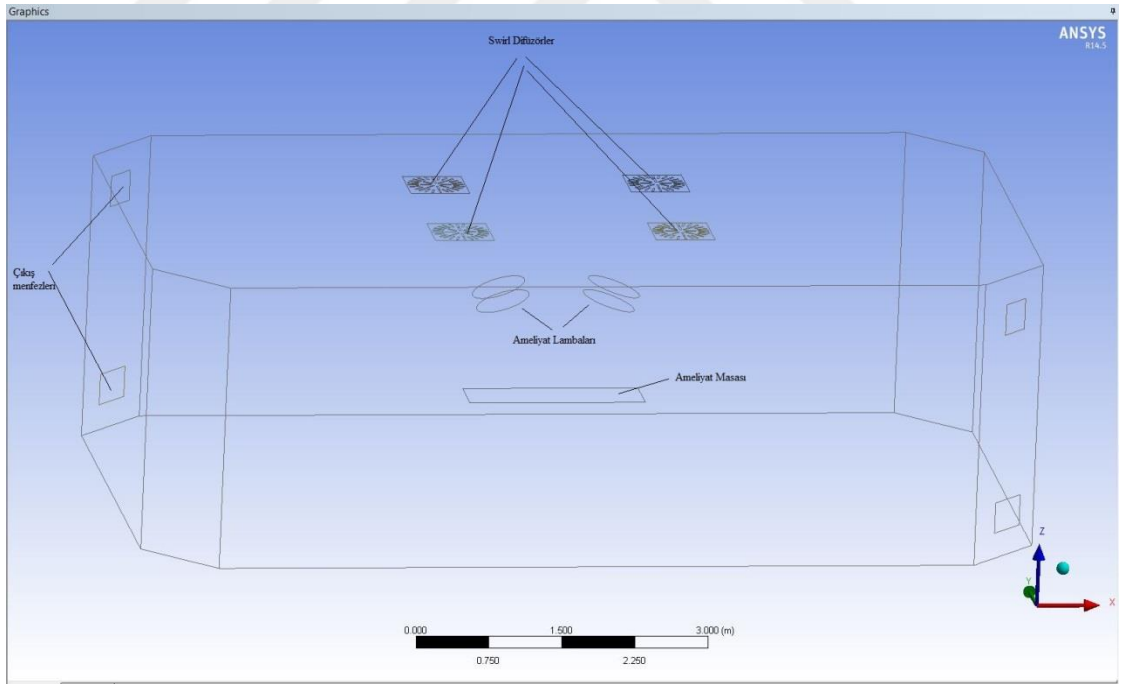 Graphics
ANSYS
R14.5
Swirl Difüzörler
Çıkış
menfezleri
Ameliyat Lambaları
Ameliyat Masası
Z
Y
X
0.000 1.500 3.000 (m)
0.750 2.250